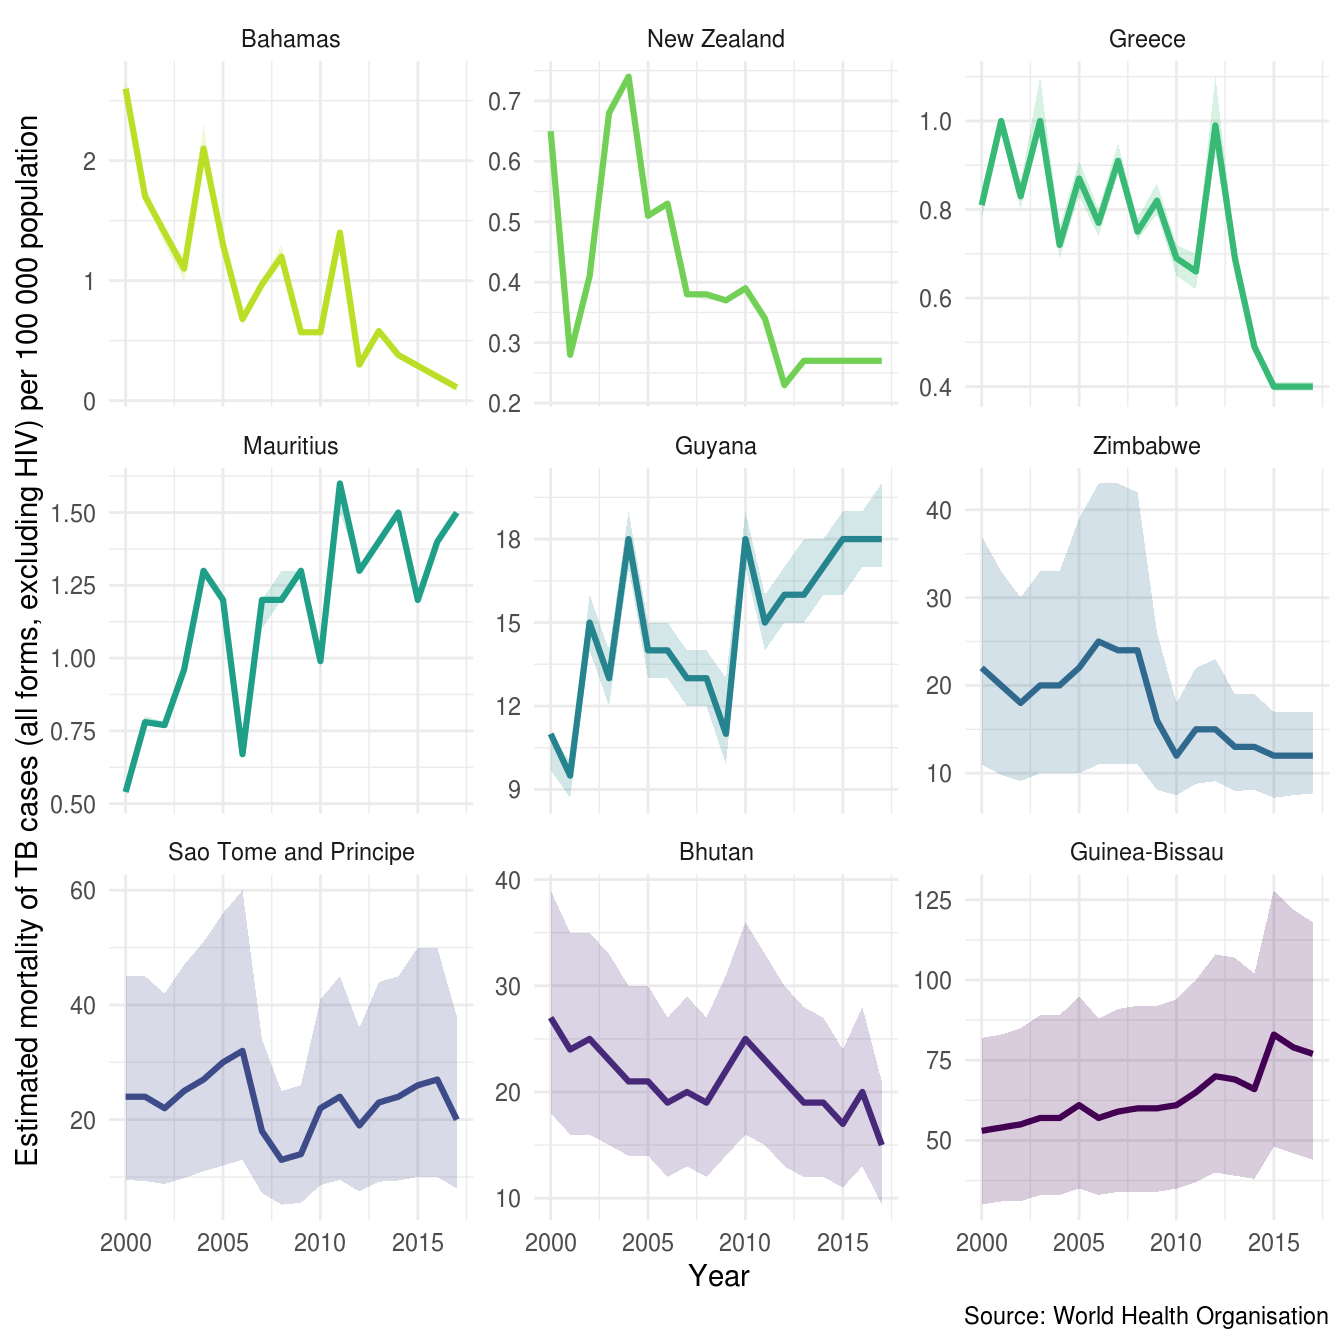 Bahamas
New Zealand
Greece
2
1
0
0.7
0.6
0.5
0.4
0.3
0.2
1.0
0.8
0.6
0.4
Mauritius
Guyana
Zimbabwe
1.50
1.25
1.00
0.75
0.50
18
15
12
9
40
30
20
10
Sao Tome and Principe
Bhutan
Guinea-Bissau
60
40
20
40
30
20
10
125
100
75
50
2000 2005 2010 2015
2000 2005 2010 2015
2000 2005 2010 2015
Estimated mortality of TB cases (all forms, excluding HIV) per 100 000 population
Year
Source: World Health Organisation